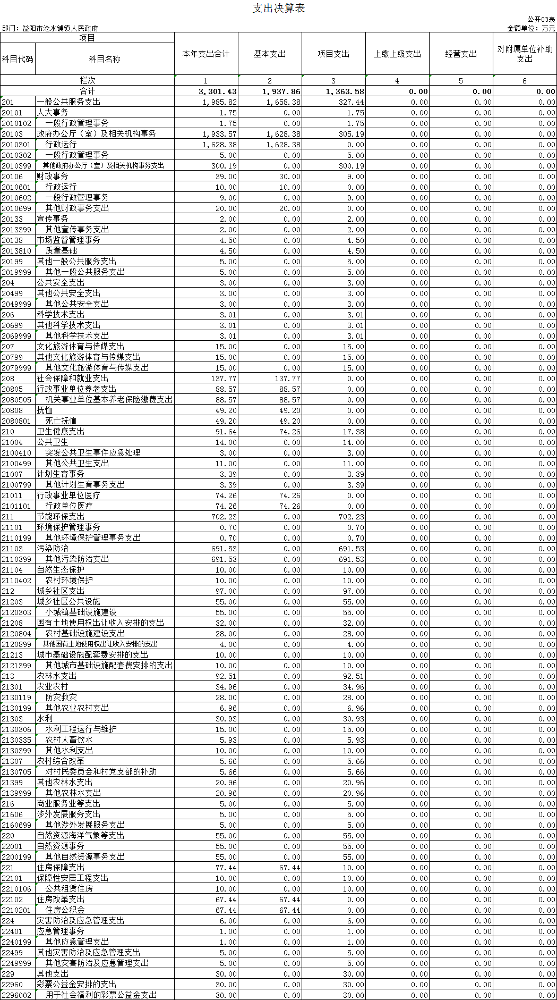 支出决算表
公开03表
部门：益阳市沧水铺镇人民政府 金额单位：万元
项目 本年支出合计 基本支出 项目支出 上缴上级支出 经营支出 对附属单位补助支出
科目代码 科目名称
栏次 1 2 3 4 5 6
合计 3,301.43 1,937.86 1,363.58 0.00 0.00 0.00
201 一般公共服务支出 1,985.82 1,658.38 327.44 0.00 0.00 0.00
20101 人大事务 1.75 0.00 1.75 0.00 0.00 0.00
2010102 一般行政管理事务 1.75 0.00 1.75 0.00 0.00 0.00
20103 政府办公厅（室）及相关机构事务 1,933.57 1,628.38 305.19 0.00 0.00 0.00
2010301 行政运行 1,628.38 1,628.38 0.00 0.00 0.00 0.00
2010302 一般行政管理事务 5.00 0.00 5.00 0.00 0.00 0.00
2010399 其他政府办公厅（室）及相关机构事务支出 300.19 0.00 300.19 0.00 0.00 0.00
20106 财政事务 39.00 30.00 9.00 0.00 0.00 0.00
2010601 行政运行 10.00 10.00 0.00 0.00 0.00 0.00
2010602 一般行政管理事务 9.00 0.00 9.00 0.00 0.00 0.00
2010699 其他财政事务支出 20.00 20.00 0.00 0.00 0.00 0.00
20133 宣传事务 2.00 0.00 2.00 0.00 0.00 0.00
2013399 其他宣传事务支出 2.00 0.00 2.00 0.00 0.00 0.00
20138 市场监督管理事务 4.50 0.00 4.50 0.00 0.00 0.00
2013810 质量基础 4.50 0.00 4.50 0.00 0.00 0.00
20199 其他一般公共服务支出 5.00 0.00 5.00 0.00 0.00 0.00
2019999 其他一般公共服务支出 5.00 0.00 5.00 0.00 0.00 0.00
204 公共安全支出 3.00 0.00 3.00 0.00 0.00 0.00
20499 其他公共安全支出 3.00 0.00 3.00 0.00 0.00 0.00
2049999 其他公共安全支出 3.00 0.00 3.00 0.00 0.00 0.00
206 科学技术支出 3.01 0.00 3.01 0.00 0.00 0.00
20699 其他科学技术支出 3.01 0.00 3.01 0.00 0.00 0.00
2069999 其他科学技术支出 3.01 0.00 3.01 0.00 0.00 0.00
207 文化旅游体育与传媒支出 15.00 0.00 15.00 0.00 0.00 0.00
20799 其他文化旅游体育与传媒支出 15.00 0.00 15.00 0.00 0.00 0.00
2079999 其他文化旅游体育与传媒支出 15.00 0.00 15.00 0.00 0.00 0.00
208 社会保障和就业支出 137.77 137.77 0.00 0.00 0.00 0.00
20805 行政事业单位养老支出 88.57 88.57 0.00 0.00 0.00 0.00
2080505 机关事业单位基本养老保险缴费支出 88.57 88.57 0.00 0.00 0.00 0.00
20808 抚恤 49.20 49.20 0.00 0.00 0.00 0.00
2080801 死亡抚恤 49.20 49.20 0.00 0.00 0.00 0.00
210 卫生健康支出 91.64 74.26 17.38 0.00 0.00 0.00
21004 公共卫生 14.00 0.00 14.00 0.00 0.00 0.00
2100410 突发公共卫生事件应急处理 3.00 0.00 3.00 0.00 0.00 0.00
2100499 其他公共卫生支出 11.00 0.00 11.00 0.00 0.00 0.00
21007 计划生育事务 3.39 0.00 3.39 0.00 0.00 0.00
2100799 其他计划生育事务支出 3.39 0.00 3.39 0.00 0.00 0.00
21011 行政事业单位医疗 74.26 74.26 0.00 0.00 0.00 0.00
2101101 行政单位医疗 74.26 74.26 0.00 0.00 0.00 0.00
211 节能环保支出 702.23 0.00 702.23 0.00 0.00 0.00
21101 环境保护管理事务 0.70 0.00 0.70 0.00 0.00 0.00
2110199 其他环境保护管理事务支出 0.70 0.00 0.70 0.00 0.00 0.00
21103 污染防治 691.53 0.00 691.53 0.00 0.00 0.00
2110399 其他污染防治支出 691.53 0.00 691.53 0.00 0.00 0.00
21104 自然生态保护 10.00 0.00 10.00 0.00 0.00 0.00
2110402 农村环境保护 10.00 0.00 10.00 0.00 0.00 0.00
212 城乡社区支出 97.00 0.00 97.00 0.00 0.00 0.00
21203 城乡社区公共设施 55.00 0.00 55.00 0.00 0.00 0.00
2120303 小城镇基础设施建设 55.00 0.00 55.00 0.00 0.00 0.00
21208 国有土地使用权出让收入安排的支出 32.00 0.00 32.00 0.00 0.00 0.00
2120804 农村基础设施建设支出 28.00 0.00 28.00 0.00 0.00 0.00
2120899 其他国有土地使用权出让收入安排的支出 4.00 0.00 4.00 0.00 0.00 0.00
21213 城市基础设施配套费安排的支出 10.00 0.00 10.00 0.00 0.00 0.00
2121399 其他城市基础设施配套费安排的支出 10.00 0.00 10.00 0.00 0.00 0.00
213 农林水支出 92.51 0.00 92.51 0.00 0.00 0.00
21301 农业农村 34.96 0.00 34.96 0.00 0.00 0.00
2130119 防灾救灾 28.00 0.00 28.00 0.00 0.00 0.00
2130199 其他农业农村支出 6.96 0.00 6.96 0.00 0.00 0.00
21303 水利 30.93 0.00 30.93 0.00 0.00 0.00
2130306 水利工程运行与维护 15.00 0.00 15.00 0.00 0.00 0.00
2130335 农村人畜饮水 5.93 0.00 5.93 0.00 0.00 0.00
2130399 其他水利支出 10.00 0.00 10.00 0.00 0.00 0.00
21307 农村综合改革 5.66 0.00 5.66 0.00 0.00 0.00
2130705 对村民委员会和村党支部的补助 5.66 0.00 5.66 0.00 0.00 0.00
21399 其他农林水支出 20.96 0.00 20.96 0.00 0.00 0.00
2139999 其他农林水支出 20.96 0.00 20.96 0.00 0.00 0.00
216 商业服务业等支出 5.00 0.00 5.00 0.00 0.00 0.00
21606 涉外发展服务支出 5.00 0.00 5.00 0.00 0.00 0.00
2160699 其他涉外发展服务支出 5.00 0.00 5.00 0.00 0.00 0.00
220 自然资源海洋气象等支出 55.00 0.00 55.00 0.00 0.00 0.00
22001 自然资源事务 55.00 0.00 55.00 0.00 0.00 0.00
2200199 其他自然资源事务支出 55.00 0.00 55.00 0.00 0.00 0.00
221 住房保障支出 77.44 67.44 10.00 0.00 0.00 0.00
22101 保障性安居工程支出 10.00 0.00 10.00 0.00 0.00 0.00
2210106 公共租赁住房 10.00 0.00 10.00 0.00 0.00 0.00
22102 住房改革支出 67.44 67.44 0.00 0.00 0.00 0.00
2210201 住房公积金 67.44 67.44 0.00 0.00 0.00 0.00
224 灾害防治及应急管理支出 6.00 0.00 6.00 0.00 0.00 0.00
22401 应急管理事务 1.00 0.00 1.00 0.00 0.00 0.00
2240199 其他应急管理支出 1.00 0.00 1.00 0.00 0.00 0.00
22499 其他灾害防治及应急管理支出 5.00 0.00 5.00 0.00 0.00 0.00
2249999 其他灾害防治及应急管理支出 5.00 0.00 5.00 0.00 0.00 0.00
229 其他支出 30.00 0.00 30.00 0.00 0.00 0.00
22960 彩票公益金安排的支出 30.00 0.00 30.00 0.00 0.00 0.00
2296002 用于社会福利的彩票公益金支出 30.00 0.00 30.00 0.00 0.00 0.00